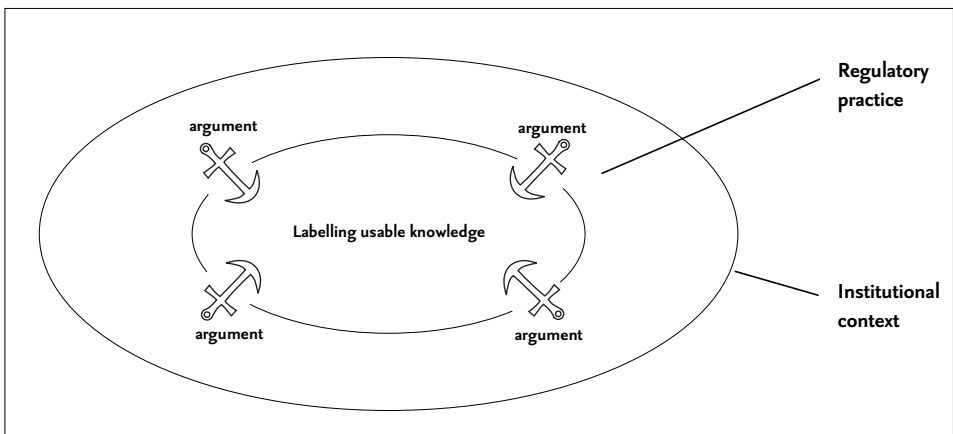 Regulatory
practice
argument
argument
Labelling usable knowledge
Institutional
context
argument
argument